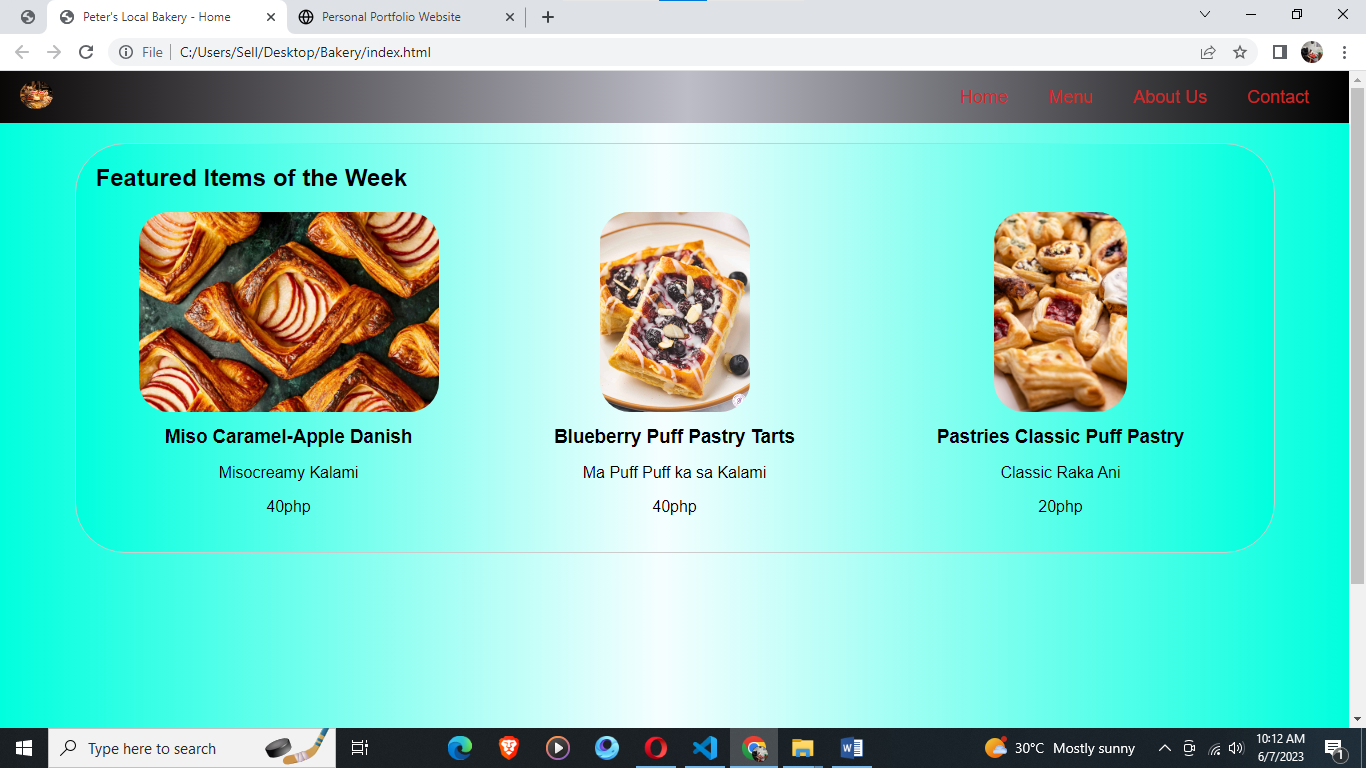 Peter's Local Bakery - Home
Personal Portfolio Website
File
C:/Users/Sell/Desktop/Bakery/index.html
Home
Menu
About Us
Contact
Featured Items of the Week
Miso Caramel-Apple Danish
Blueberry Puff Pastry Tarts
Pastries Classic Puff Pastry
Misocreamy Kalami
Ma Puff Puff ka sa Kalami
Classic Raka Ani
40php
40php
20php
Type here to search
30°C Mostly sunny
10:12 AM
6/7/2023
1